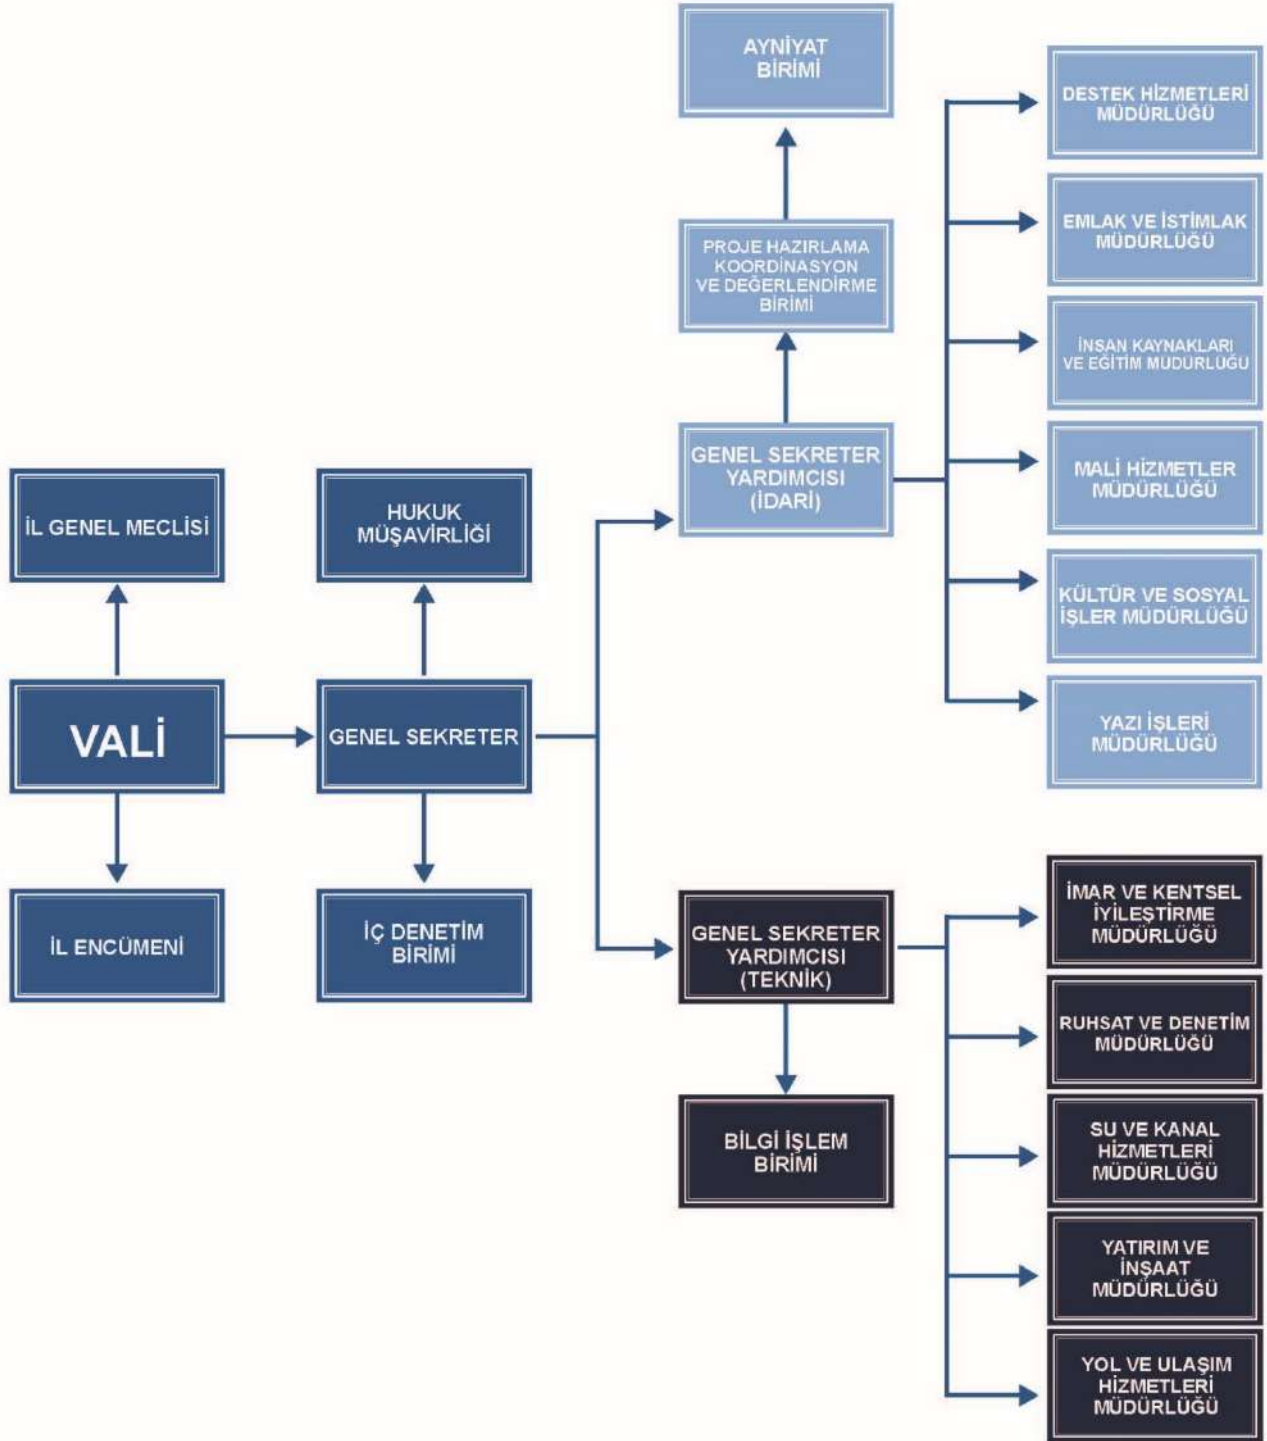 AYNİYAT
BİRİMİ
DESTEK HİZMETLERİ
MÜDÜRLÜĞÜ
PROJE HAZIRLAMA
KOORDİNASYON
VE DEĞERLENDİRME
BİRİMİ
EMLAK VE İSTİMLAK
MÜDÜRLÜĞÜ
İNSAN KAYNAKLARI
VE EĞİTİM MÜDÜRLÜĞÜ
GENEL SEKRETER
YARDIMCISI
(İDARİ)
MALİ HİZMETLER
MÜDÜRLÜĞÜ
İL GENEL MECLİSİ
HUKUK
MÜŞAVİRLİĞİ
KÜLTÜR VE SOSYAL
İŞLER MÜDÜRLÜĞÜ
VALİ
GENEL SEKRETER
YAZI İŞLERİ
MÜDÜRLÜĞÜ
İL ENCÜMENİ
İÇ DENETİM
BİRİMİ
GENEL SEKRETER
YARDIMCISI
(TEKNİK)
İMAR VE KENTSEL
İYİLEŞTİRME
MÜDÜRLÜĞÜ
RUHSAT VE DENETİM
MÜDÜRLÜĞÜ
BİLGİ İŞLEM
BİRİMİ
SU VE KANAL
HİZMETLERİ
MÜDÜRLÜĞÜ
YATIRIM VE
İNŞAAT
MÜDÜRLÜĞÜ
YOL VE ULAŞIM
HİZMETLERİ
MÜDÜRLÜĞÜ